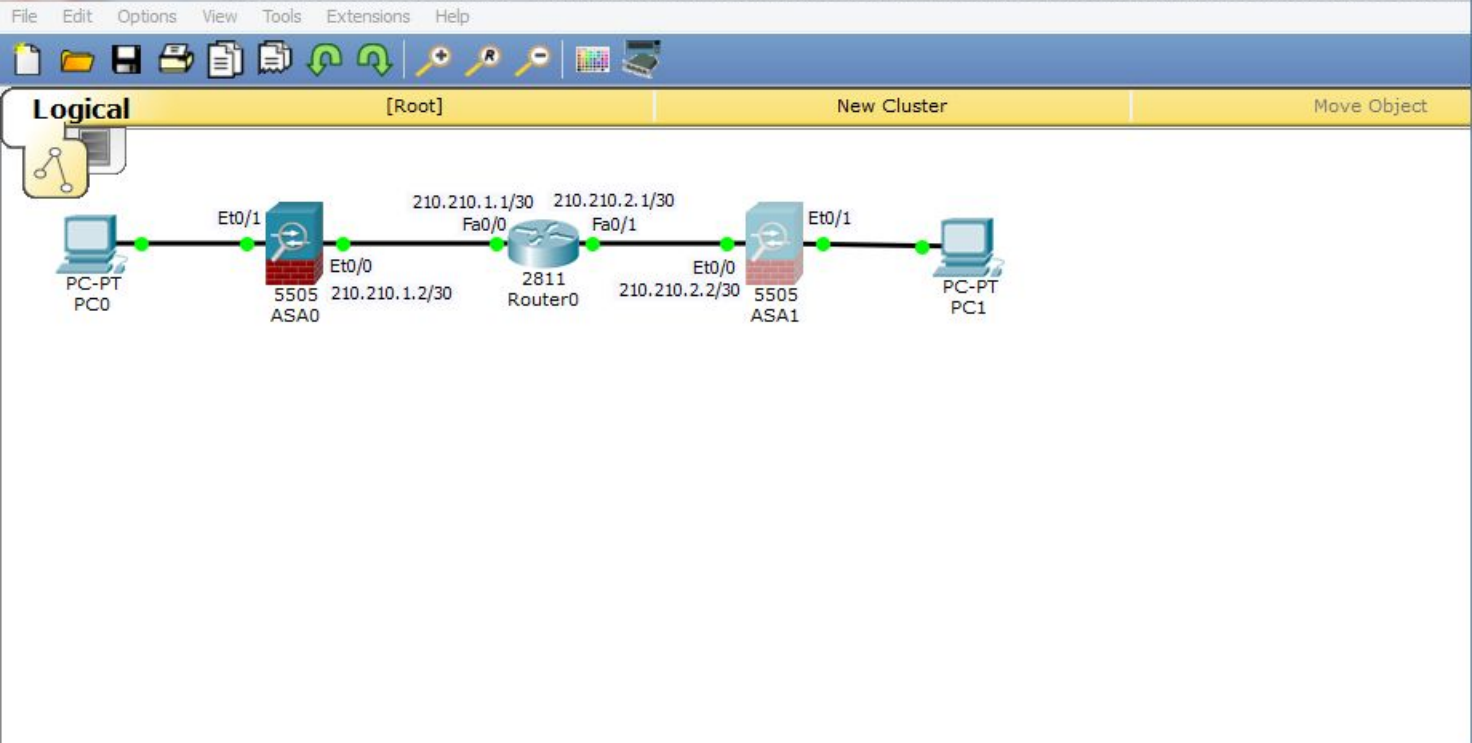 File Edit Options View Tools Extensions Help
R
Logical [Root] New Cluster Move Object
210.210.1.1/30 210.210.2.1/30
Et0/1 Fa0/0 Fa0/1 Et0/1
Et0/0 Et0/0
PC-PT 2811 PC-PT
PC0 5505 210.210.1.2/30 Router0 210.210.2.2/30 5505 PC1
ASA0 ASA1